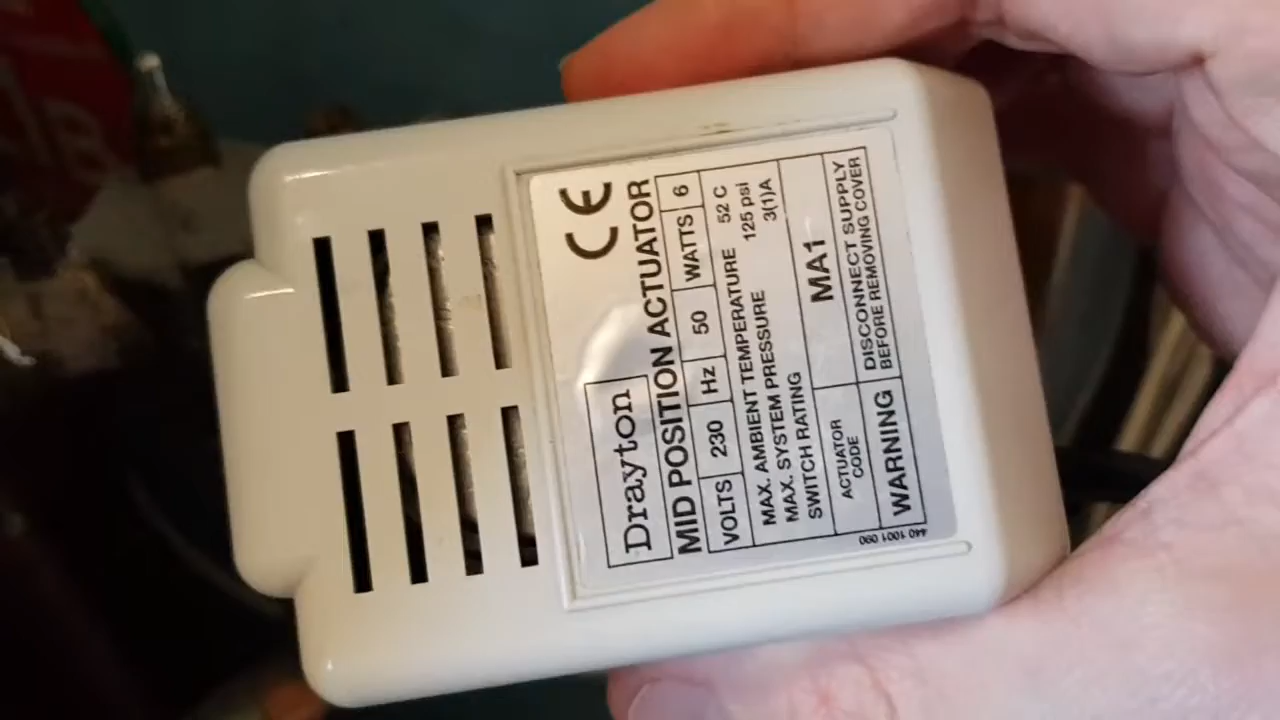 CE
Drayton
MID POSITION ACTUATOR
VOLTS 230 Hz 50 WATTS 6
MAX. AMBIENT TEMPERATURE 52 C
MAX. SYSTEM PRESSURE 125 psi
SWITCH RATING 3(1)A
ACTUATOR CODE MA1
WARNING DISCONNECT SUPPLY
BEFORE REMOVING COVER
440 1001 090
18